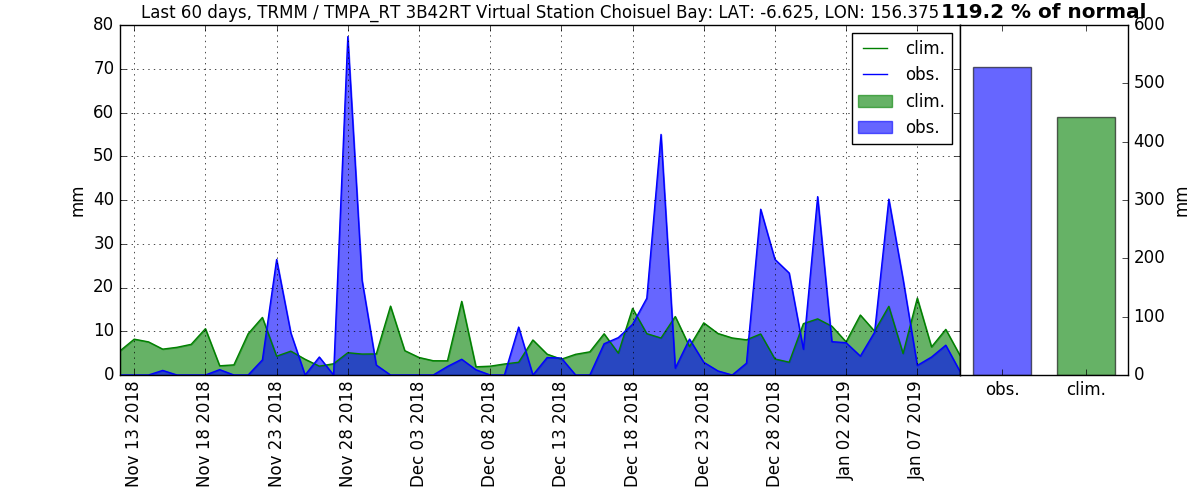 Last 60 days, TRMM / TMPA_RT 3B42RT Virtual Station Choisuel Bay: LAT: -6.625, LON: 156.375
119.2 % of normal
80
70
60
50
40
30
20
10
0
mm
clim.
obs.
clim.
obs.
600
500
400
300
200
100
0
mm
obs.
clim.
Nov 13 2018
Nov 18 2018
Nov 23 2018
Nov 28 2018
Dec 03 2018
Dec 08 2018
Dec 13 2018
Dec 18 2018
Dec 23 2018
Dec 28 2018
Jan 02 2019
Jan 07 2019